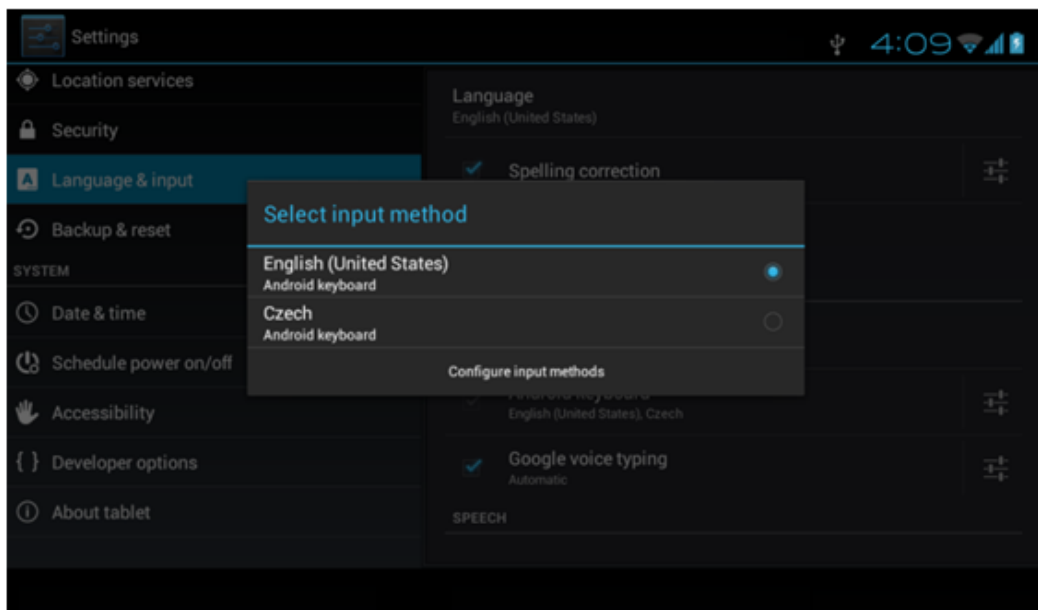 Settings
4:09
Location services
Security
Language & input
Backup & reset
SYSTEM
Date & time
Schedule power on/off
Accessibility
{ } Developer options
About tablet
Language
English (United States)
Spelling correction
Select input method
English (United States)
Android keyboard
Czech
Android keyboard
Configure input methods
Android keyboard
English (United States), Czech
Google voice typing
Automatic
SPEECH